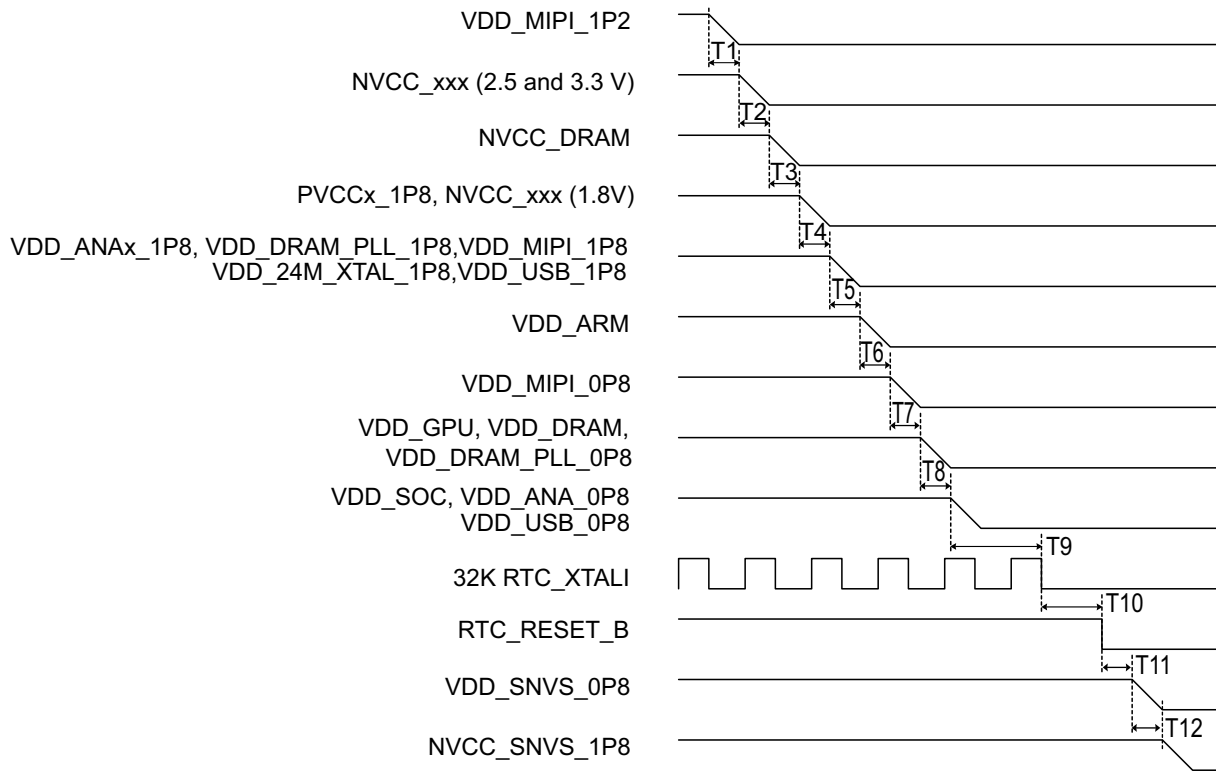 VDD_MIPI_1P2
T1
NVCC_xxx (2.5 and 3.3 V)
T2
NVCC_DRAM
T3
PVCCx_1P8, NVCC_xxx (1.8V)
T4
VDD_ANAx_1P8, VDD_DRAM_PLL_1P8,VDD_MIPI_1P8
VDD_24M_XTAL_1P8,VDD_USB_1P8
T5
VDD_ARM
T6
VDD_MIPI_0P8
T7
VDD_GPU, VDD_DRAM,
VDD_DRAM_PLL_0P8
T8
VDD_SOC, VDD_ANA_0P8
VDD_USB_0P8
T9
32K RTC_XTALI
T10
RTC_RESET_B
T11
VDD_SNVS_0P8
T12
NVCC_SNVS_1P8